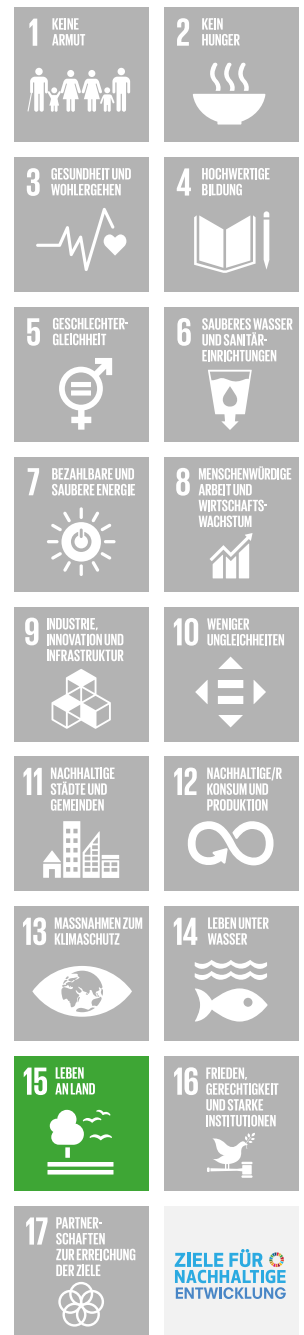 1 KEINE
ARMUT
2 KEIN
HUNGER
3 GESUNDHEIT UND
WOHLERGEHEN
4 HOCHWERTIGE
BILDUNG
5 GESCHLECHTER-
GLEICHHEIT
6 SAUBERES WASSER
UND SANITÄR-
EINRICHTUNGEN
7 BEZAHLBARE UND
SAUBERE ENERGIE
8 MENSCHENWÜRDIGE
ARBEIT UND
WIRTSCHAFTS-
WACHSTUM
9 INDUSTRIE,
INNOVATION UND
INFRASTRUKTUR
10 WENIGER
UNGLEICHHEITEN
11 NACHHALTIGE
STÄDTE UND
GEMEINDEN
12 NACHHALTIGE/R
KONSUM UND
PRODUKTION
13 MASSNAHMEN ZUM
KLIMASCHUTZ
14 LEBEN UNTER
WASSER
15 LEBEN
AN LAND
16 FRIEDEN,
GERECHTIGKEIT
UND STARKE
INSTITUTIONEN
17 PARTNER-
SCHAFTEN
ZUR ERREICHUNG
DER ZIELE
ZIELE FÜR
NACHHALTIGE
ENTWICKLUNG